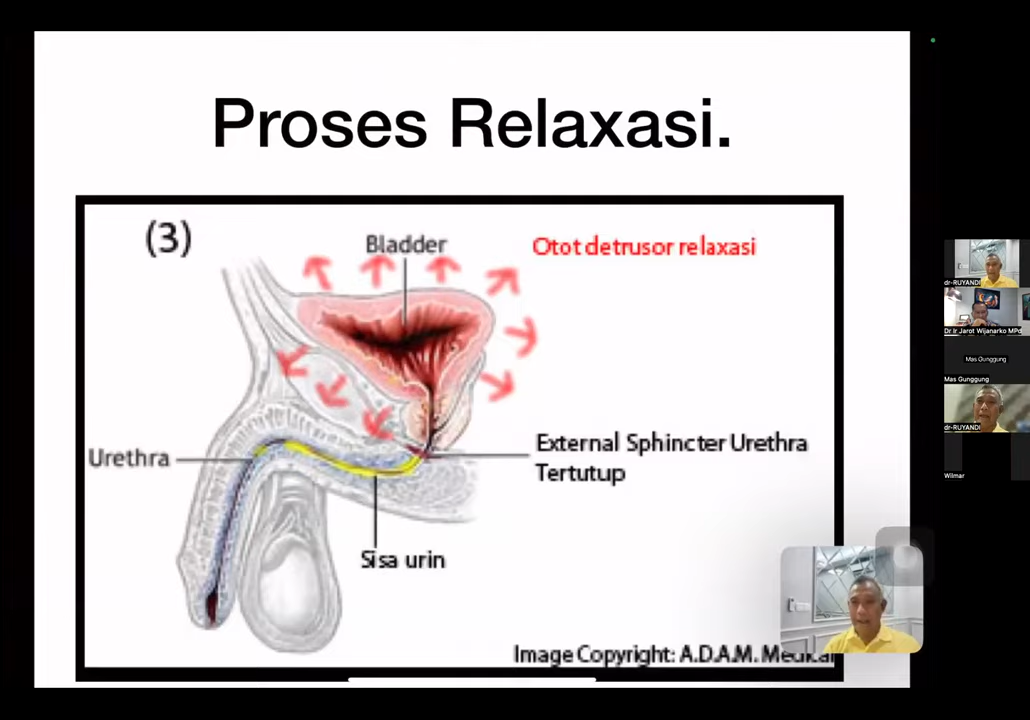 Proses Relaxasi.
(3)
Bladder
Otot detrusor relaxasi
Urethra
External Sphincter Urethra
Tertutup
Sisa urin
Image Copyright: A.D.A.M. Medical
dr-RUYANDI
Dr Ir Jarot Wijanarko MPd
Mas Gunggung
Mas Gunggung
dr-RUYANDI
Wilmar